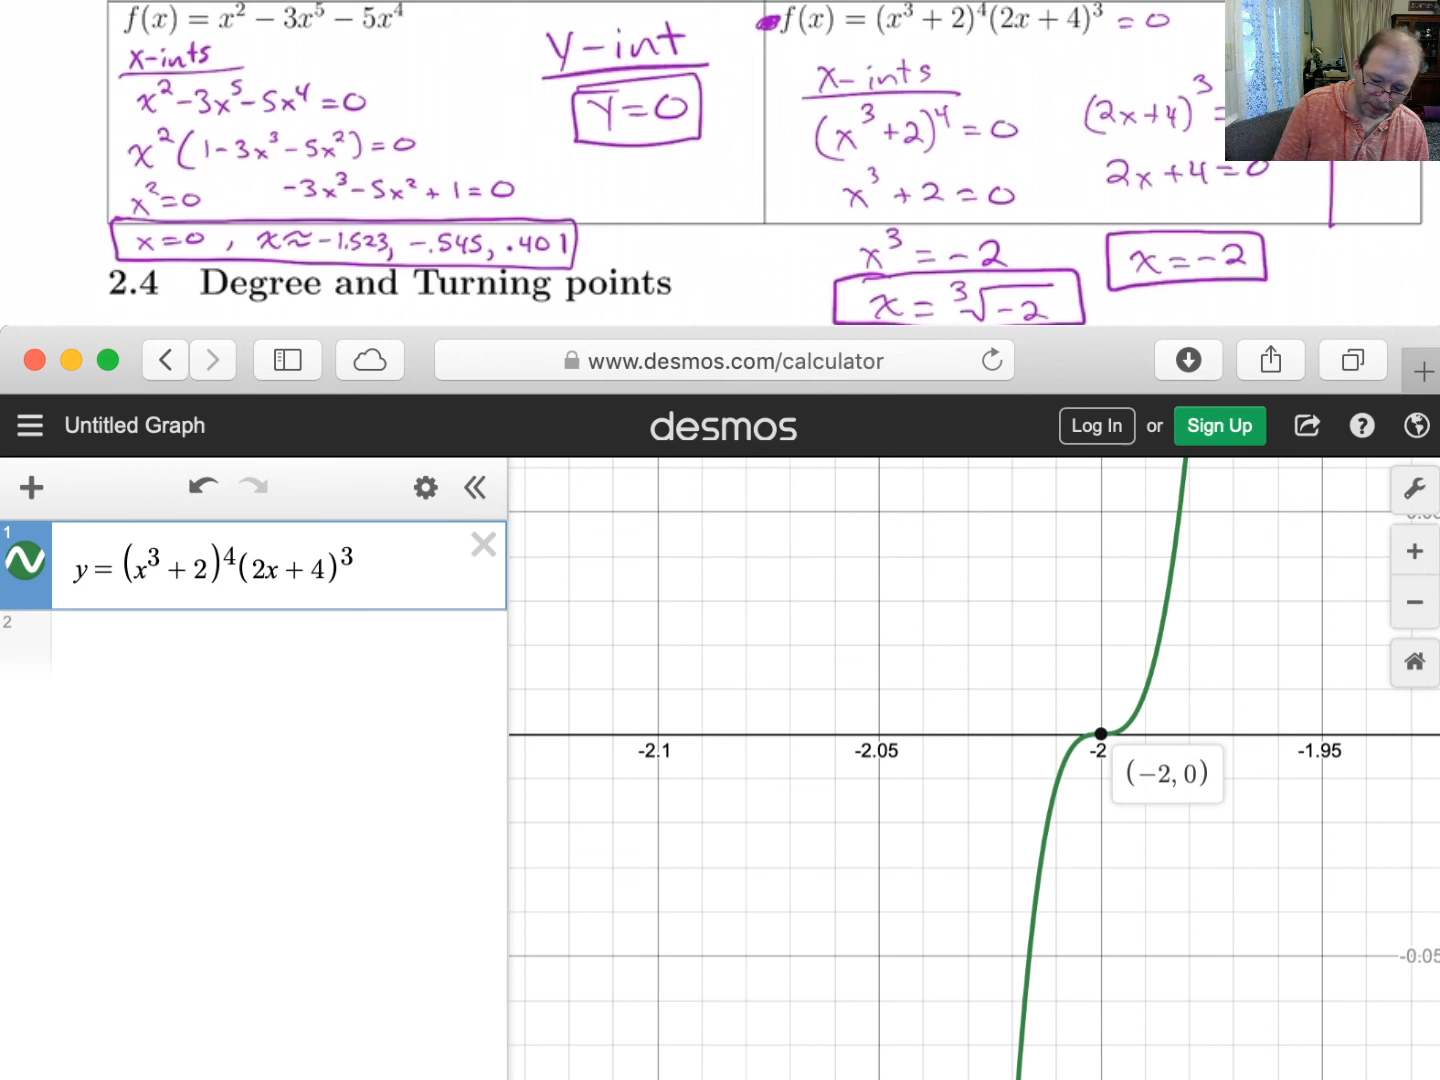 f(x) = x² − 3x⁵ − 5x⁴
x-ints
x² - 3x⁵ - 5x⁴ = 0
x²(1 - 3x³ - 5x²) = 0
x² = 0 -3x³ - 5x² + 1 = 0
x = 0 , x ≈ -1.523, -.545, .401
y-int
y = 0
f(x) = (x³ + 2)⁴(2x + 4)³ = 0
x-ints
(x³ + 2)⁴ = 0
x³ + 2 = 0
x³ = -2
x = ³√-2
(2x + 4)³ =
2x + 4 = 0
x = -2
2.4 Degree and Turning points
www.desmos.com/calculator
Untitled Graph
desmos
Log In or Sign Up
1
y = (x³ + 2)⁴(2x + 4)³
2
-2.1
-2.05
-2
-1.95
(−2, 0)
-0.05